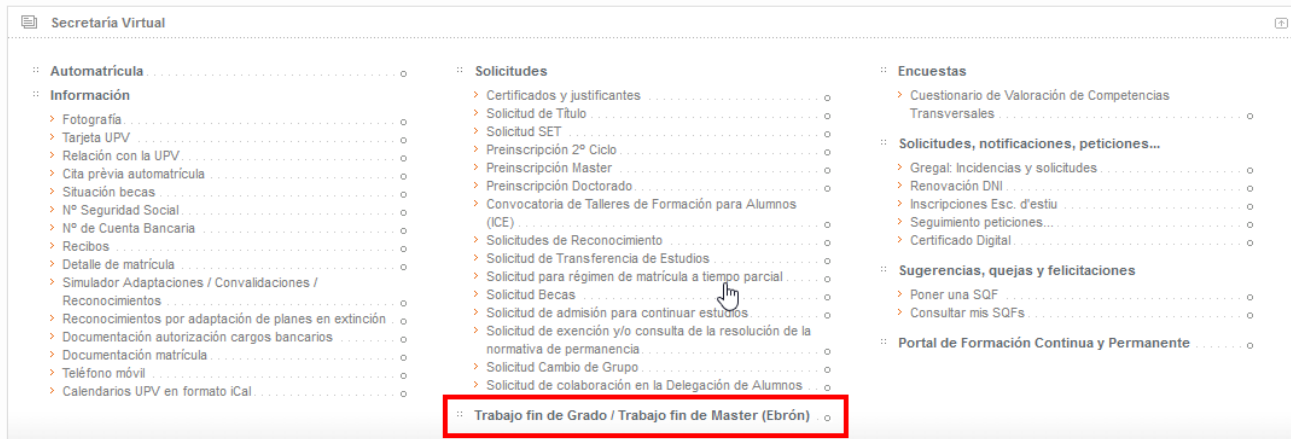 Secretaría Virtual
Automatrícula
Información
Fotografía
Tarjeta UPV
Relación con la UPV
Cita prèvia automatrícula
Situación becas
Nº Seguridad Social
Nº de Cuenta Bancaria
Recibos
Detalle de matrícula
Simulador Adaptaciones / Convalidaciones /
Reconocimientos
Reconocimientos por adaptación de planes en extinción
Documentación autorización cargos bancarios
Documentación matrícula
Teléfono móvil
Calendarios UPV en formato iCal
Solicitudes
Certificados y justificantes
Solicitud de Título
Solicitud SET
Preinscripción 2º Ciclo
Preinscripción Master
Preinscripción Doctorado
Convocatoria de Talleres de Formación para Alumnos
(ICE)
Solicitudes de Reconocimiento
Solicitud de Transferencia de Estudios
Solicitud para régimen de matrícula a tiempo parcial
Solicitud Becas
Solicitud de admisión para continuar estudios
Solicitud de exención y/o consulta de la resolución de la
normativa de permanencia
Solicitud Cambio de Grupo
Solicitud de colaboración en la Delegación de Alumnos
Trabajo fin de Grado / Trabajo fin de Master (Ebrón)
Encuestas
Cuestionario de Valoración de Competencias
Transversales
Solicitudes, notificaciones, peticiones...
Gregal: Incidencias y solicitudes
Renovación DNI
Inscripciones Esc. d'estiu
Seguimiento peticiones...
Certificado Digital
Sugerencias, quejas y felicitaciones
Poner una SQF
Consultar mis SQFs
Portal de Formación Continua y Permanente